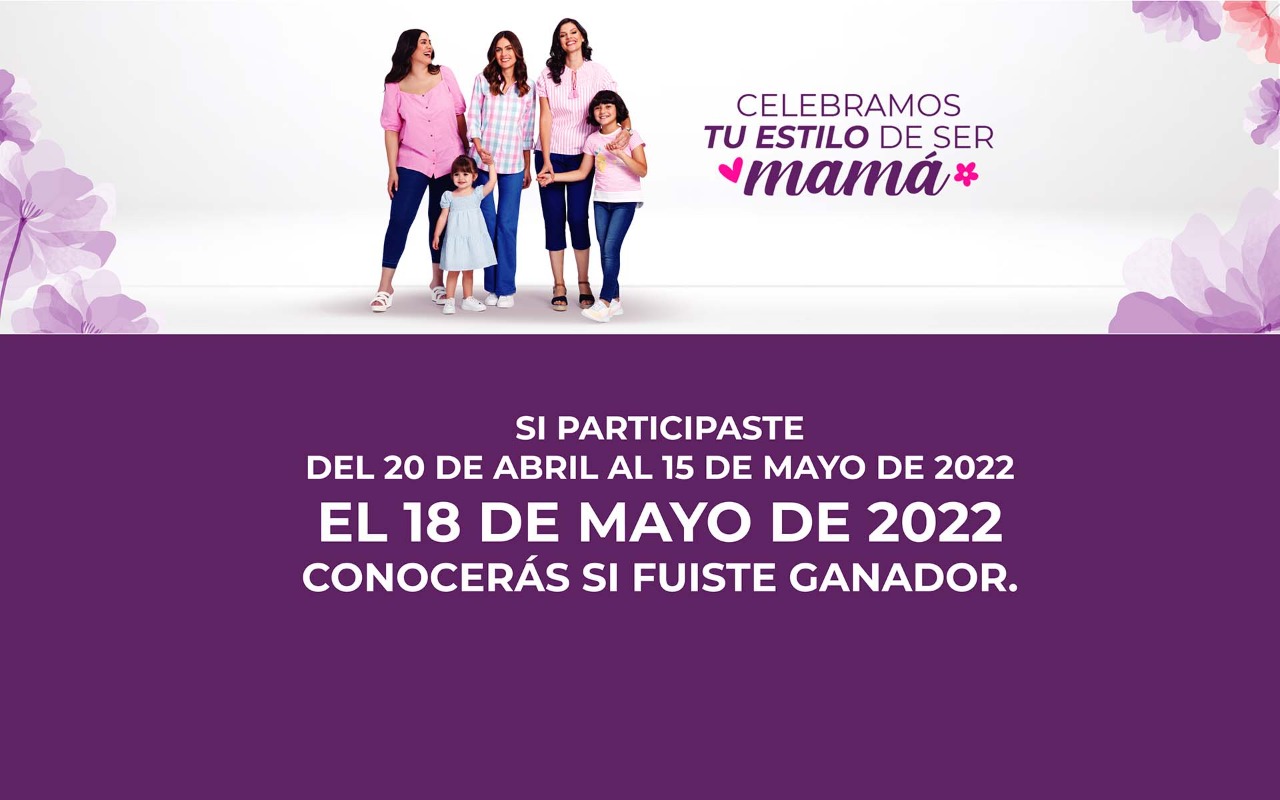 CELEBRAMOS
TU ESTILO DE SER
mamá
SI PARTICIPASTE
DEL 20 DE ABRIL AL 15 DE MAYO DE 2022
EL 18 DE MAYO DE 2022
CONOCERÁS SI FUISTE GANADOR.